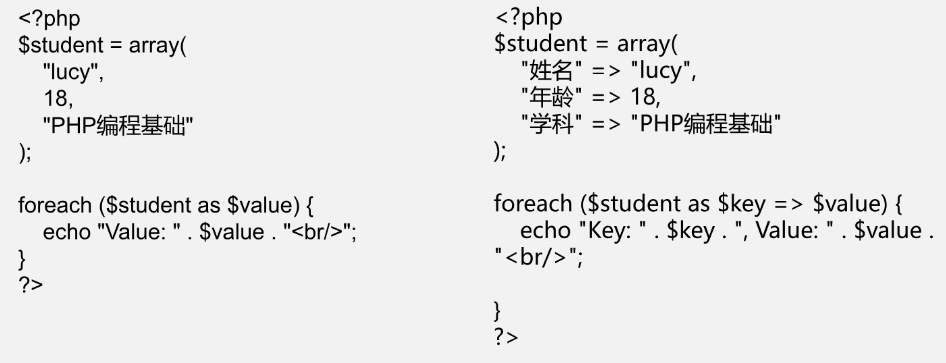 <?php
$student = array(
    "lucy",
    18,
    "PHP编程基础"
);

foreach ($student as $value) {
    echo "Value: " . $value . "<br/>";
}
?>
<?php
$student = array(
    "姓名" => "lucy",
    "年龄" => 18,
    "学科" => "PHP编程基础"
);

foreach ($student as $key => $value) {
    echo "Key: " . $key . ", Value: " . $value .
"<br/>";

}
?>